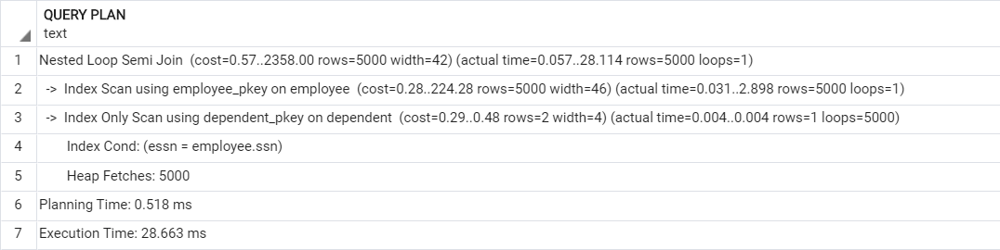 QUERY PLAN
text
1 Nested Loop Semi Join (cost=0.57..2358.00 rows=5000 width=42) (actual time=0.057..28.114 rows=5000 loops=1)
2 -> Index Scan using employee_pkey on employee (cost=0.28..224.28 rows=5000 width=46) (actual time=0.031..2.898 rows=5000 loops=1)
3 -> Index Only Scan using dependent_pkey on dependent (cost=0.29..0.48 rows=2 width=4) (actual time=0.004..0.004 rows=1 loops=5000)
4 Index Cond: (essn = employee.ssn)
5 Heap Fetches: 5000
6 Planning Time: 0.518 ms
7 Execution Time: 28.663 ms